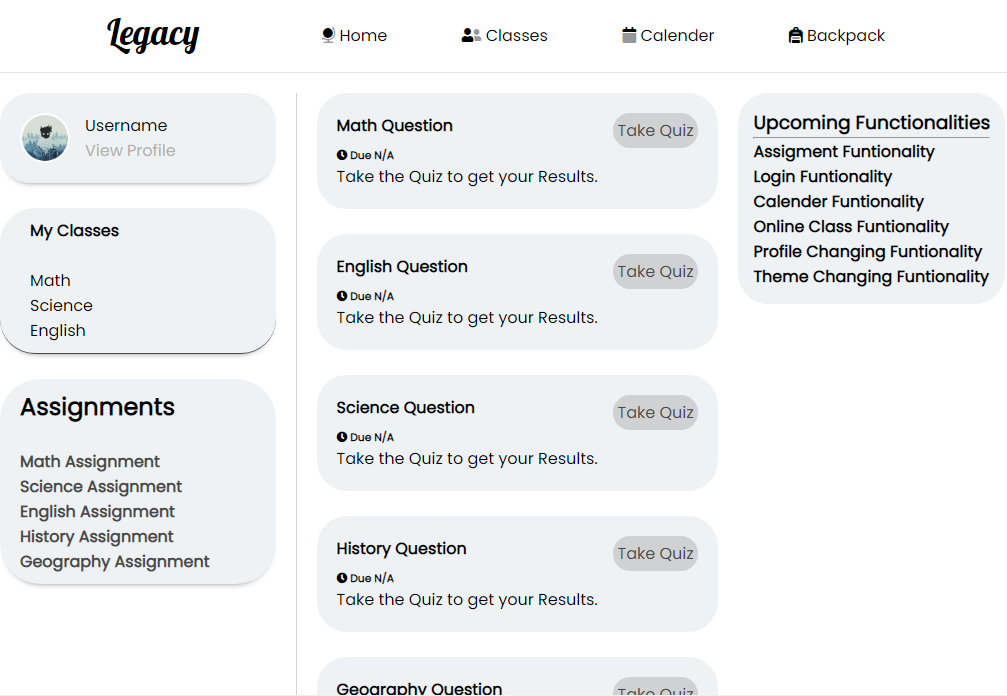 Legacy
Home
Classes
Calender
Backpack
Username
View Profile
My Classes
Math
Science
English
Assignments
Math Assignment
Science Assignment
English Assignment
History Assignment
Geography Assignment
Math Question
Take Quiz
Due N/A
Take the Quiz to get your Results.
English Question
Take Quiz
Due N/A
Take the Quiz to get your Results.
Science Question
Take Quiz
Due N/A
Take the Quiz to get your Results.
History Question
Take Quiz
Due N/A
Take the Quiz to get your Results.
Geography Question
Take Quiz
Upcoming Functionalities
Assigment Funtionality
Login Funtionality
Calender Funtionality
Online Class Funtionality
Profile Changing Funtionality
Theme Changing Funtionality